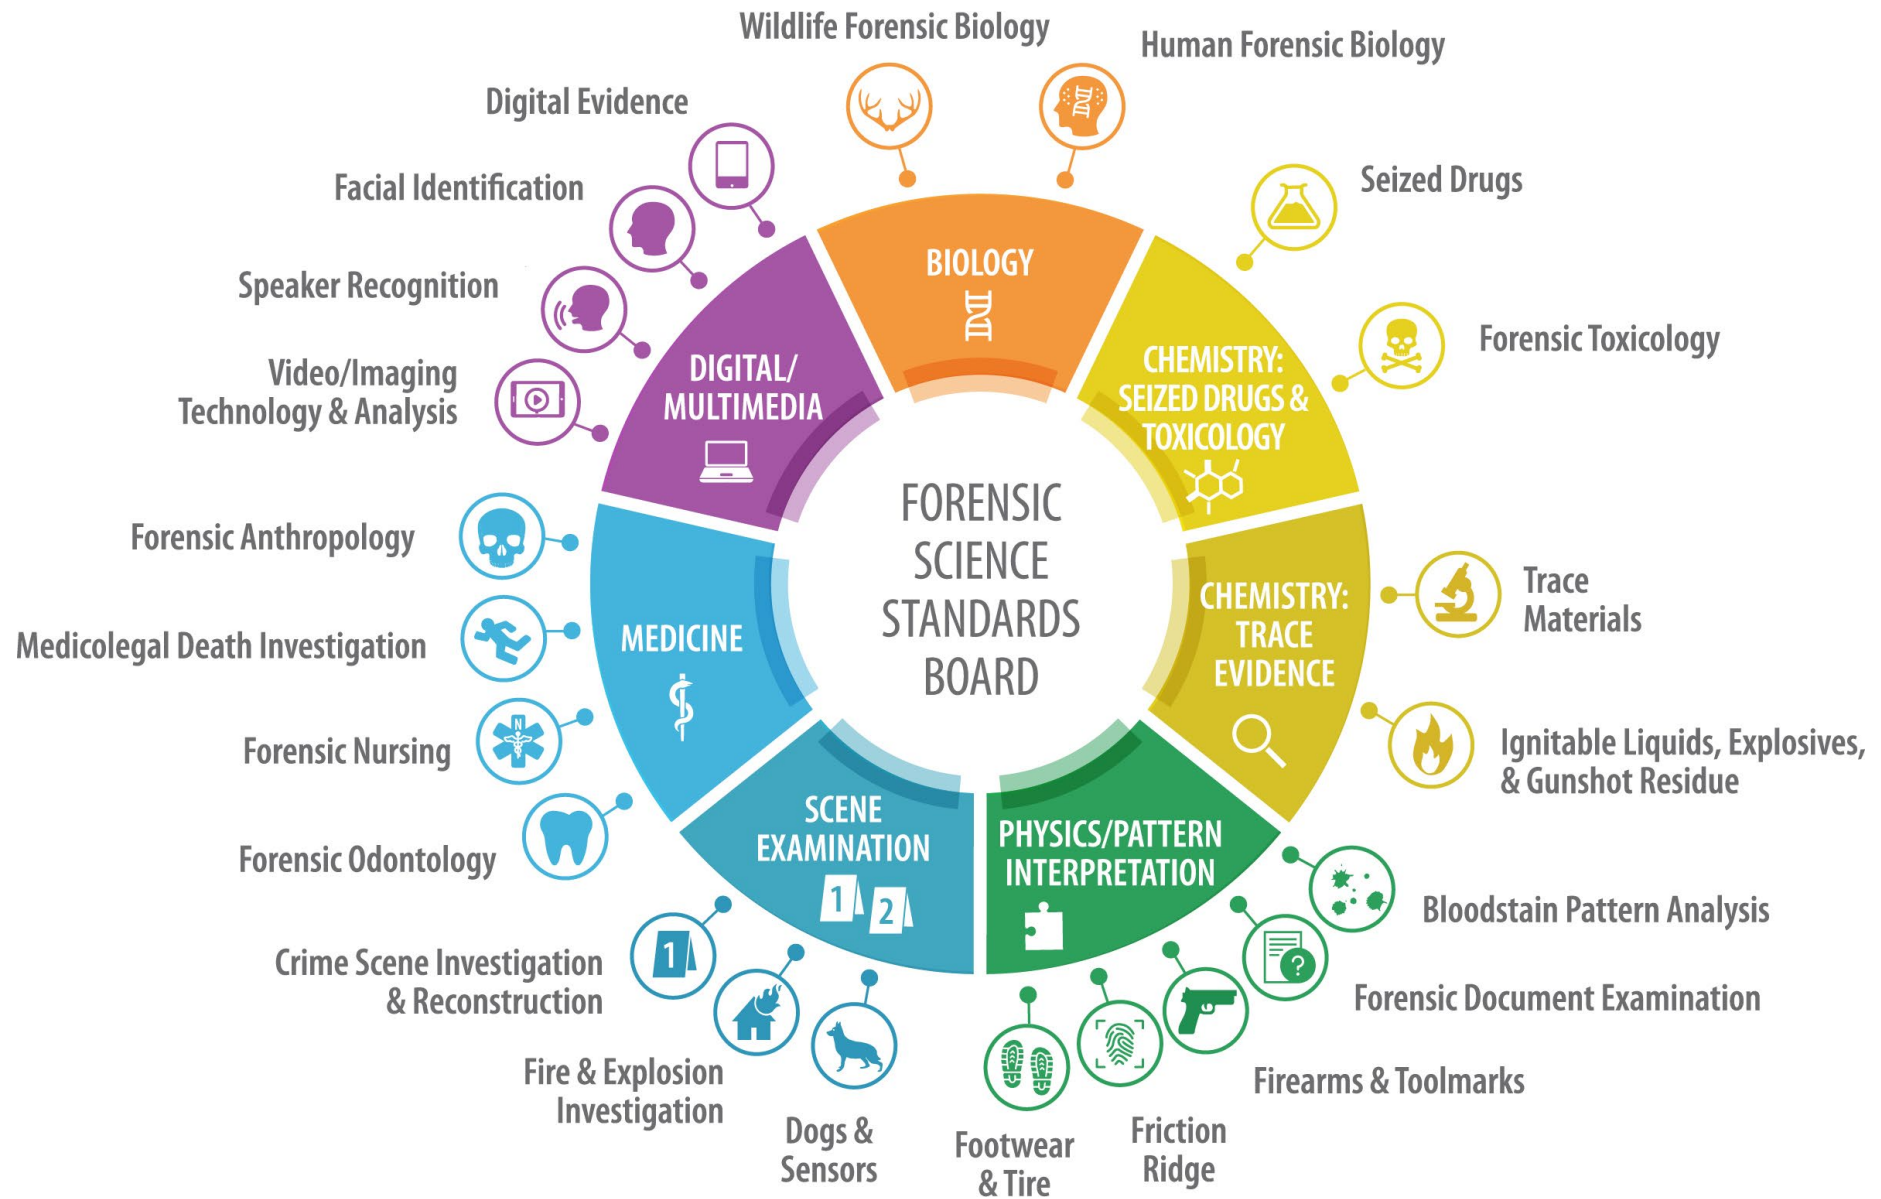 Wildlife Forensic Biology
Human Forensic Biology
Digital Evidence
Facial Identification
Speaker Recognition
Video/Imaging
Technology & Analysis
Seized Drugs
Forensic Toxicology
BIOLOGY
DIGITAL/
MULTIMEDIA
CHEMISTRY:
SEIZED DRUGS &
TOXICOLOGY
FORENSIC
SCIENCE
STANDARDS
BOARD
Forensic Anthropology
Medicolegal Death Investigation
Forensic Nursing
N
Forensic Odontology
MEDICINE
CHEMISTRY:
TRACE
EVIDENCE
Trace
Materials
Ignitable Liquids, Explosives,
& Gunshot Residue
SCENE
EXAMINATION
1 2
PHYSICS/PATTERN
INTERPRETATION
Crime Scene Investigation
& Reconstruction
1
Fire & Explosion
Investigation
Dogs &
Sensors
Footwear
& Tire
Friction
Ridge
Firearms & Toolmarks
Forensic Document Examination
?
Bloodstain Pattern Analysis